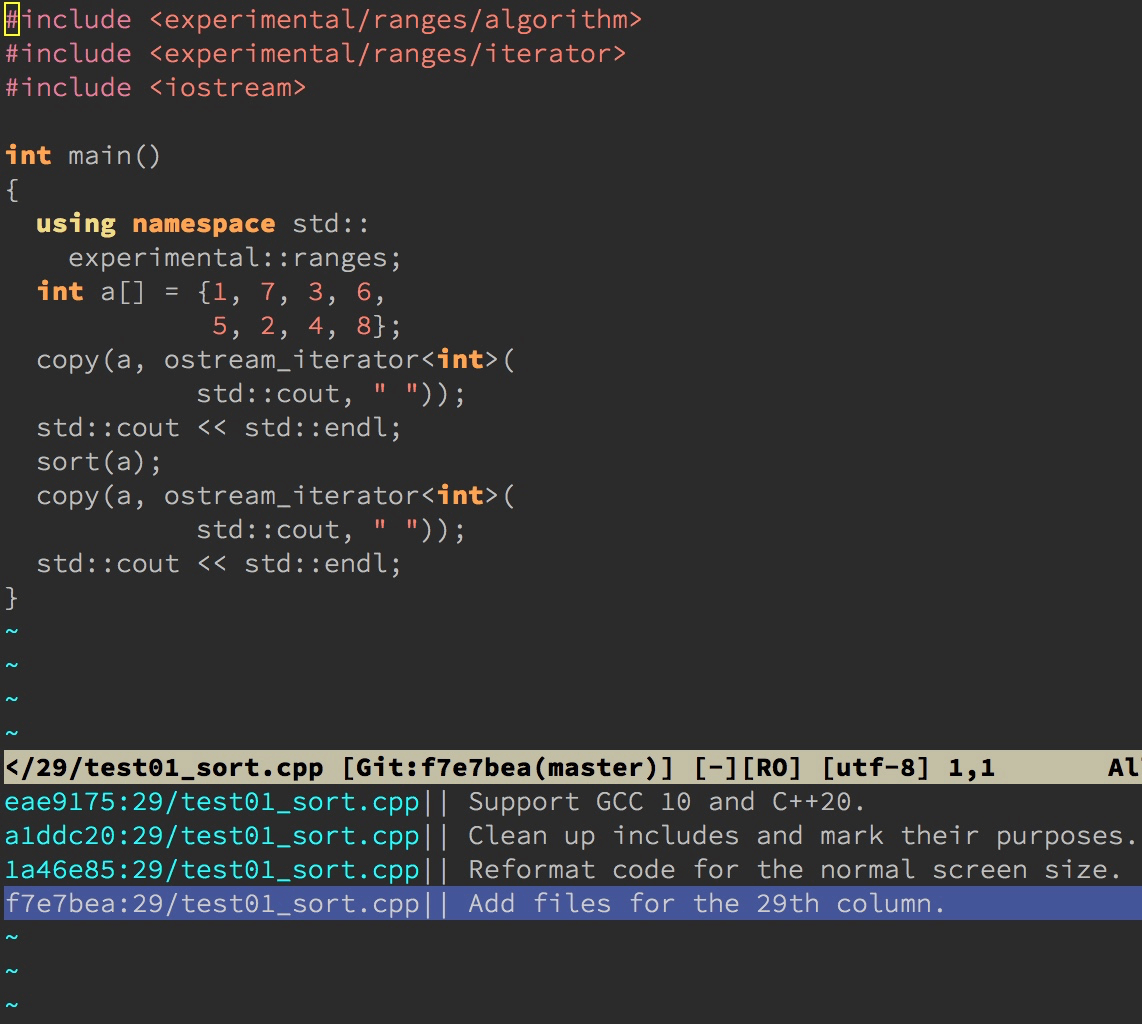 #include <experimental/ranges/algorithm>
#include <experimental/ranges/iterator>
#include <iostream>

int main()
{
  using namespace std::
    experimental::ranges;
  int a[] = {1, 7, 3, 6,
             5, 2, 4, 8};
  copy(a, ostream_iterator<int>(
            std::cout, " "));
  std::cout << std::endl;
  sort(a);
  copy(a, ostream_iterator<int>(
            std::cout, " "));
  std::cout << std::endl;
}
~
~
~
~
</29/test01_sort.cpp [Git:f7e7bea(master)] [-][RO] [utf-8] 1,1 All
eae9175:29/test01_sort.cpp|| Support GCC 10 and C++20.
a1ddc20:29/test01_sort.cpp|| Clean up includes and mark their purposes.
1a46e85:29/test01_sort.cpp|| Reformat code for the normal screen size.
f7e7bea:29/test01_sort.cpp|| Add files for the 29th column.
~
~
~